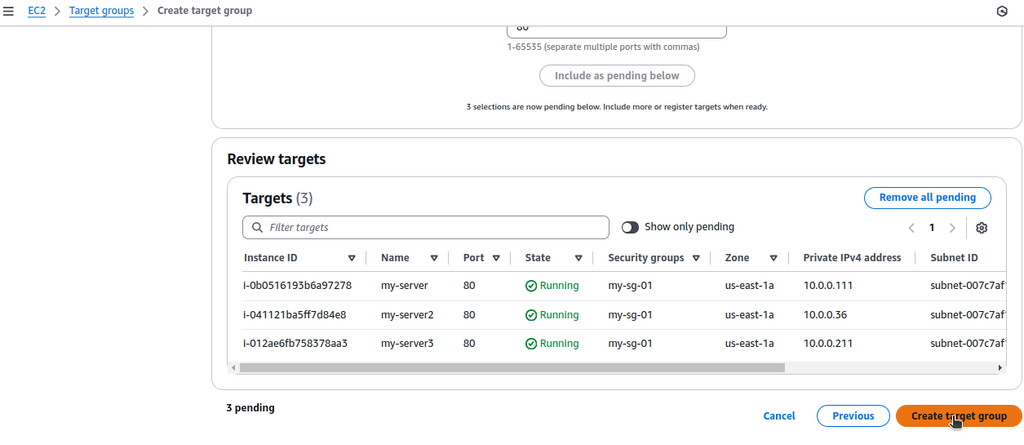 EC2 > Target groups > Create target group
80
1-65535 (separate multiple ports with commas)
Include as pending below
3 selections are now pending below. Include more or register targets when ready.
Review targets
Targets (3)
Remove all pending
Filter targets
Show only pending
1
Instance ID Name Port State Security groups Zone Private IPv4 address Subnet ID
i-0b0516193b6a97278 my-server 80 Running my-sg-01 us-east-1a 10.0.0.111 subnet-007c7af
i-041121ba5ff7d84e8 my-server2 80 Running my-sg-01 us-east-1a 10.0.0.36 subnet-007c7af
i-012ae6fb758378aa3 my-server3 80 Running my-sg-01 us-east-1a 10.0.0.211 subnet-007c7af
3 pending
Cancel
Previous
Create target group